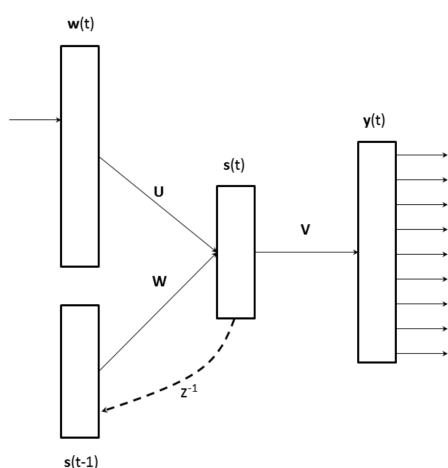 w(t)
y(t)
s(t)
U
V
W
z⁻¹
s(t-1)